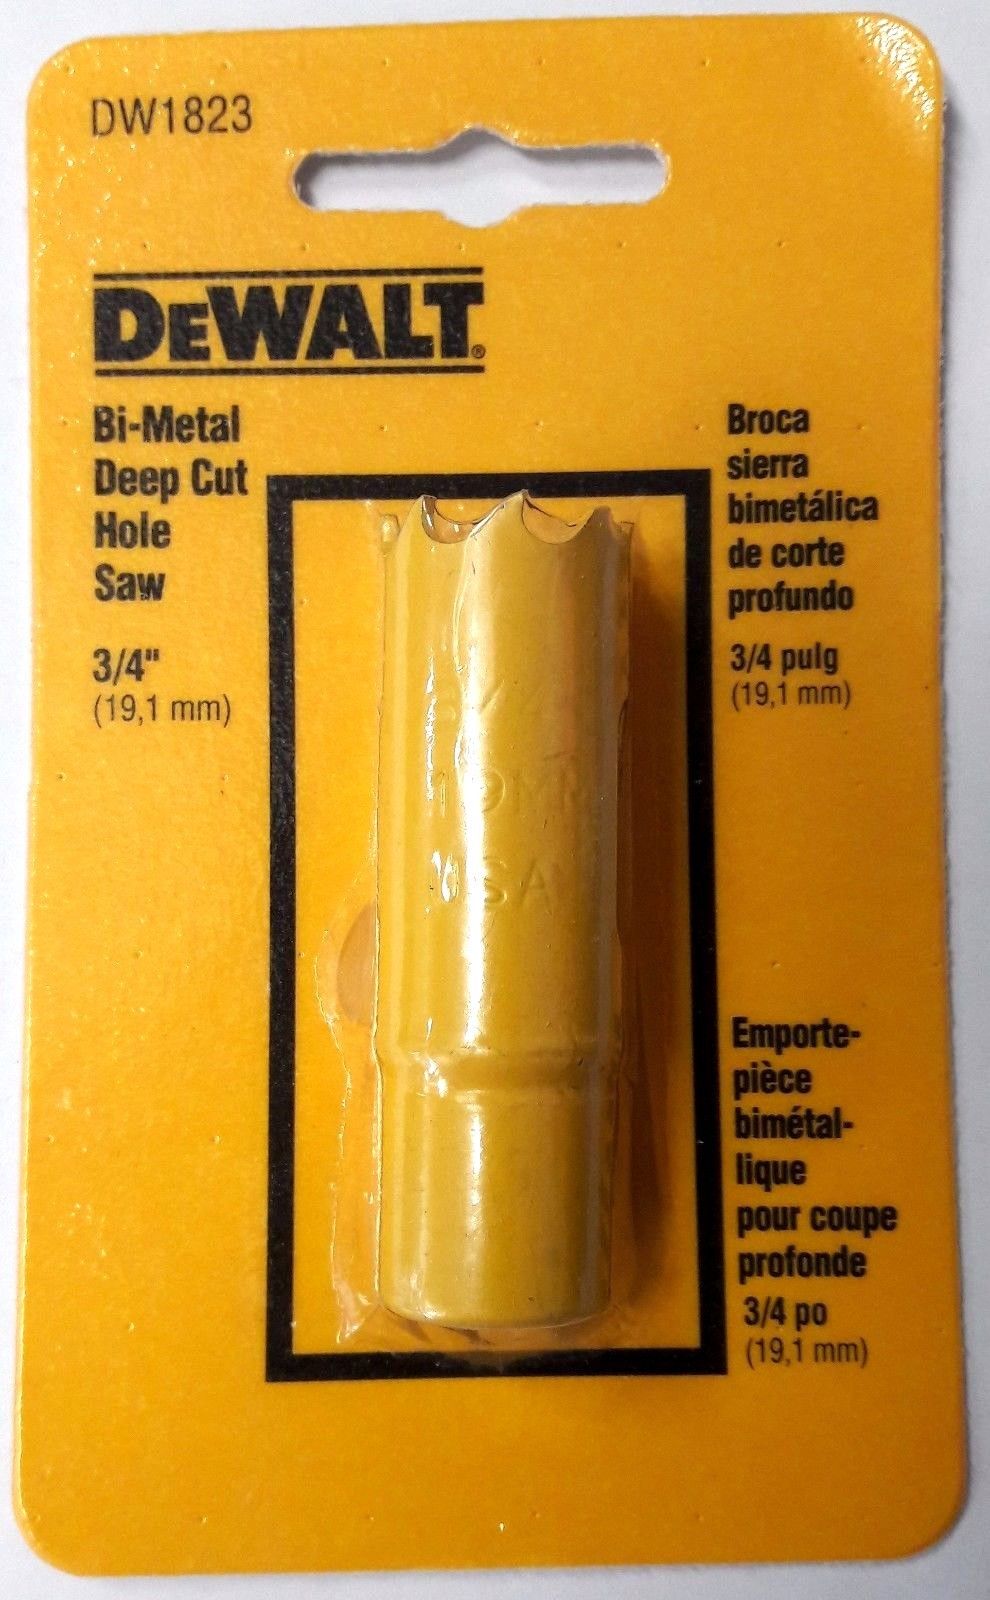 DW1823
DEWALT®
Bi-Metal
Deep Cut
Hole
Saw
3/4"
(19,1 mm)
Broca
sierra
bimetálica
de corte
profundo
3/4 pulg
(19,1 mm)
19MM
USA
Emporte-
pièce
bimétal-
lique
pour coupe
profonde
3/4 po
(19,1 mm)